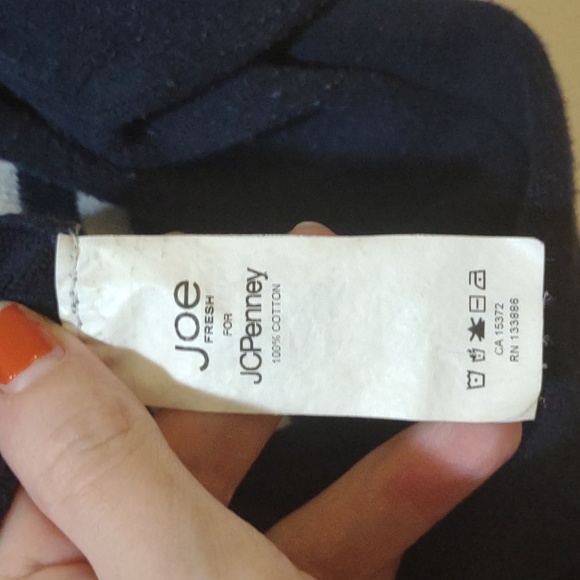 Joe
FRESH
FOR
JCPenney
100% COTTON
CA 15372
RN 133886